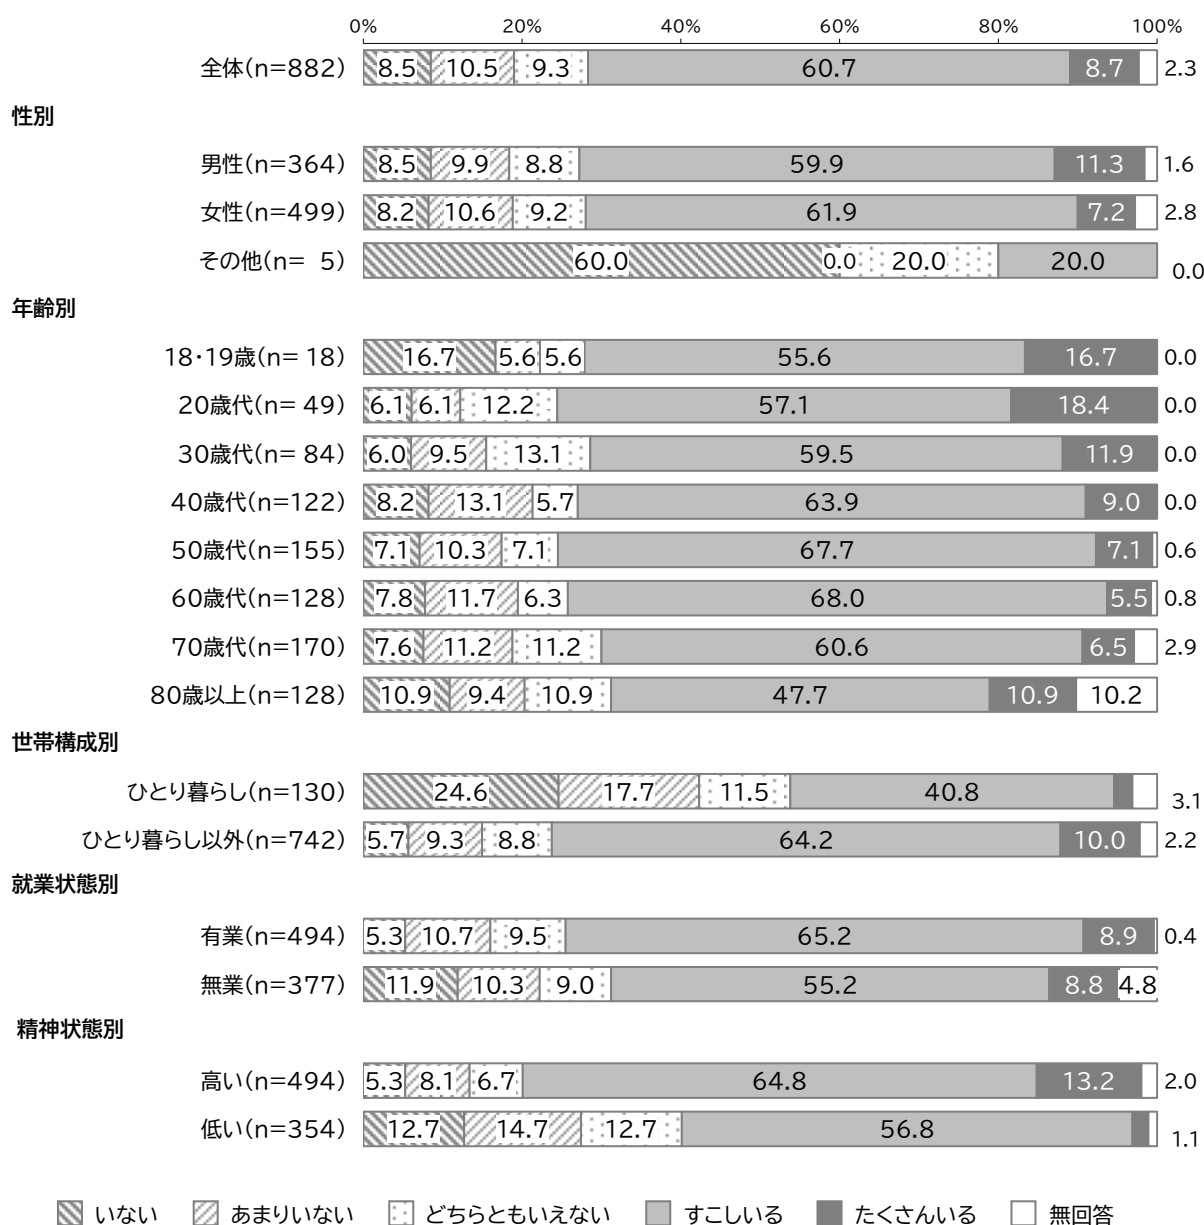 0% 20% 40% 60% 80% 100%
全体(n=882) 8.5 10.5 9.3 60.7 8.7 2.3
性別
男性(n=364) 8.5 9.9 8.8 59.9 11.3 1.6
女性(n=499) 8.2 10.6 9.2 61.9 7.2 2.8
その他(n= 5) 60.0 0.0 20.0 20.0 0.0
年齢別
18・19歳(n= 18) 16.7 5.6 5.6 55.6 16.7 0.0
20歳代(n= 49) 6.1 6.1 12.2 57.1 18.4 0.0
30歳代(n= 84) 6.0 9.5 13.1 59.5 11.9 0.0
40歳代(n=122) 8.2 13.1 5.7 63.9 9.0 0.0
50歳代(n=155) 7.1 10.3 7.1 67.7 7.1 0.6
60歳代(n=128) 7.8 11.7 6.3 68.0 5.5 0.8
70歳代(n=170) 7.6 11.2 11.2 60.6 6.5 2.9
80歳以上(n=128) 10.9 9.4 10.9 47.7 10.9 10.2
世帯構成別
ひとり暮らし(n=130) 24.6 17.7 11.5 40.8 3.1
ひとり暮らし以外(n=742) 5.7 9.3 8.8 64.2 10.0 2.2
就業状態別
有業(n=494) 5.3 10.7 9.5 65.2 8.9 0.4
無業(n=377) 11.9 10.3 9.0 55.2 8.8 4.8
精神状態別
高い(n=494) 5.3 8.1 6.7 64.8 13.2 2.0
低い(n=354) 12.7 14.7 12.7 56.8 1.1
いない あまりいない どちらともいえない すこしいる たくさんいる 無回答